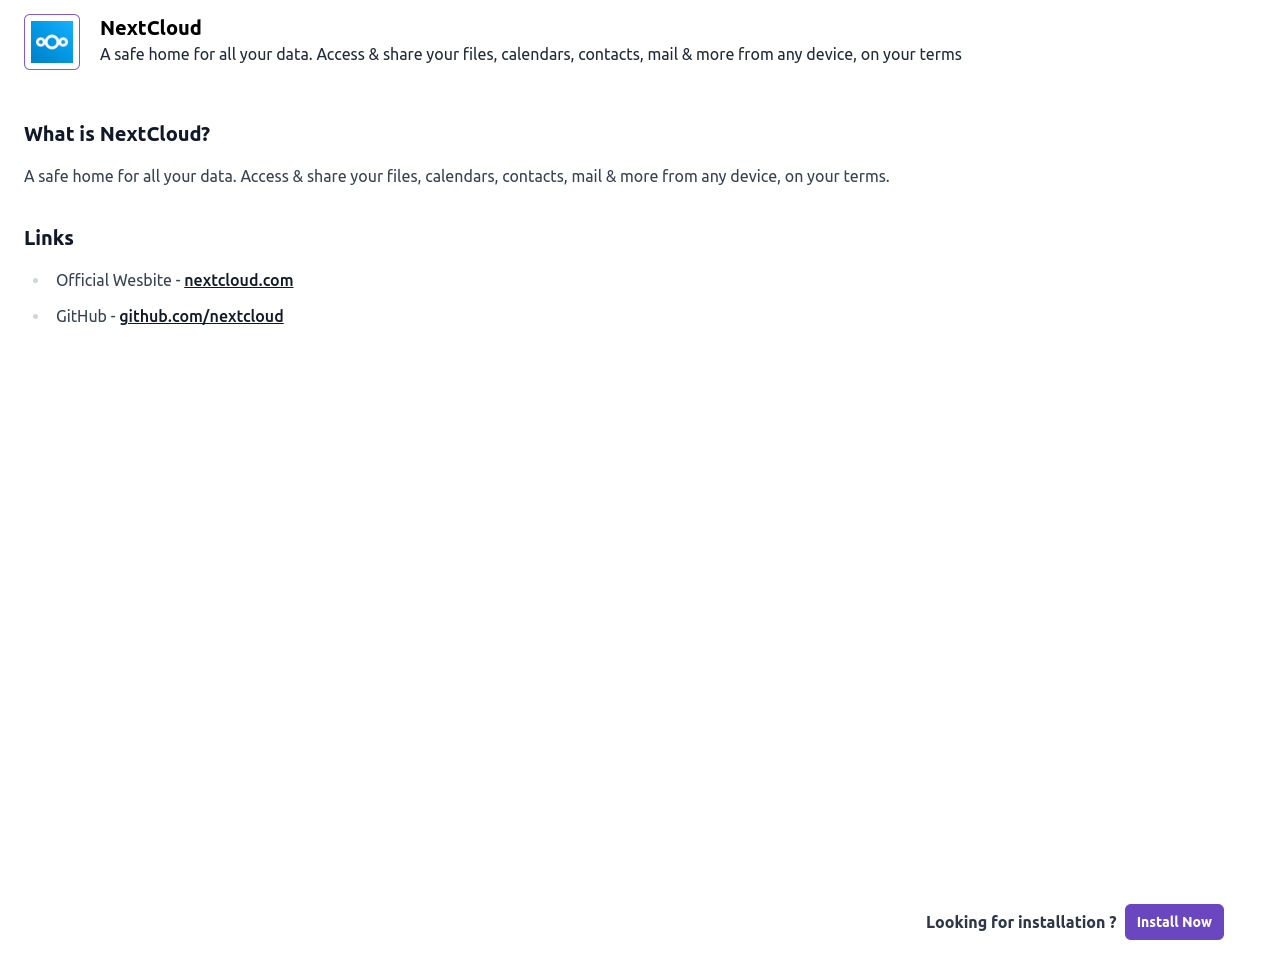 NextCloud
A safe home for all your data. Access & share your files, calendars, contacts, mail & more from any device, on your terms
What is NextCloud?
A safe home for all your data. Access & share your files, calendars, contacts, mail & more from any device, on your terms.
Links
Official Wesbite - nextcloud.com
GitHub - github.com/nextcloud
Looking for installation ? Install Now